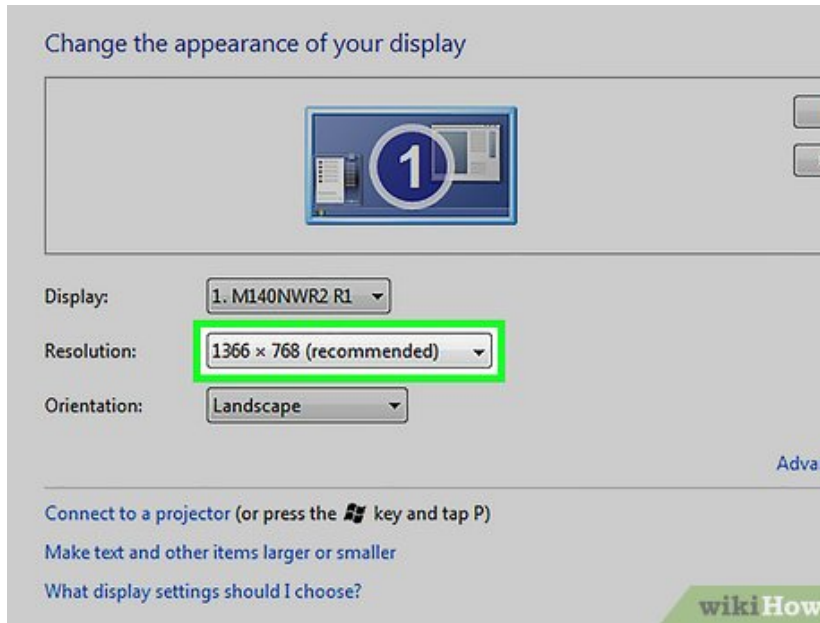 Change the appearance of your display
1
Display: 1. M140NWR2 R1
Resolution: 1366 × 768 (recommended)
Orientation: Landscape
Connect to a projector (or press the key and tap P)
Make text and other items larger or smaller
What display settings should I choose?
wikiHow